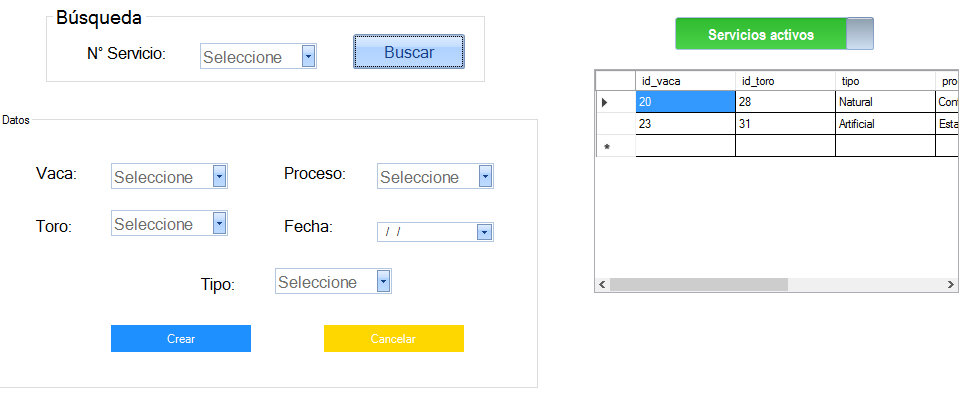 Búsqueda
N° Servicio: Seleccione Buscar
Servicios activos
id_vaca id_toro tipo pro
20 28 Natural Con
23 31 Artificial Esta
*
Datos
Vaca: Seleccione Proceso: Seleccione
Toro: Seleccione Fecha: / /
Tipo: Seleccione
Crear Cancelar